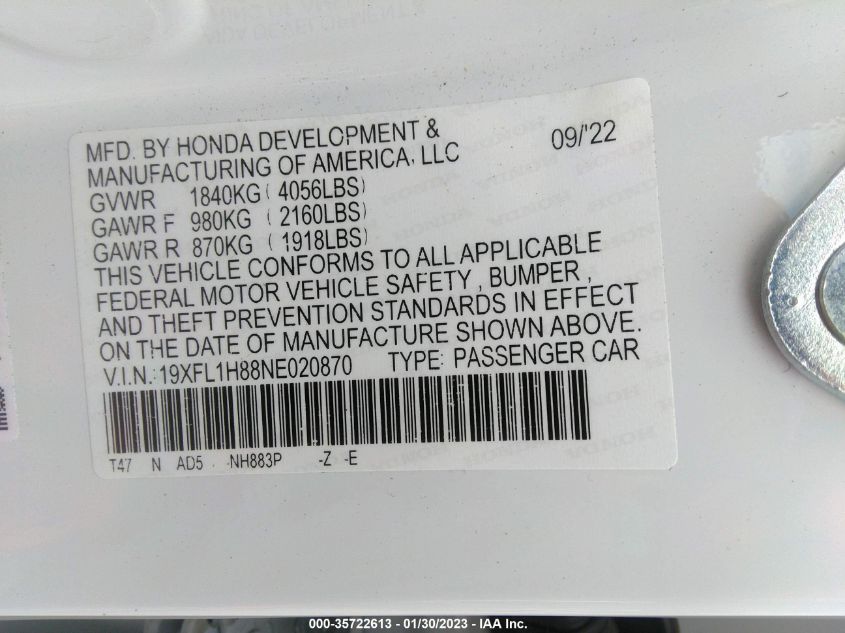 MFD. BY HONDA DEVELOPMENT &
MANUFACTURING OF AMERICA, LLC 09/'22
GVWR 1840KG ( 4056LBS)
GAWR F 980KG ( 2160LBS)
GAWR R 870KG ( 1918LBS)
THIS VEHICLE CONFORMS TO ALL APPLICABLE
FEDERAL MOTOR VEHICLE SAFETY , BUMPER ,
AND THEFT PREVENTION STANDARDS IN EFFECT
ON THE DATE OF MANUFACTURE SHOWN ABOVE.
V.I.N.: 19XFL1H88NE020870 TYPE: PASSENGER CAR
T47 N AD5 -NH883P -Z -E
000-35722613 - 01/30/2023 - IAA Inc.